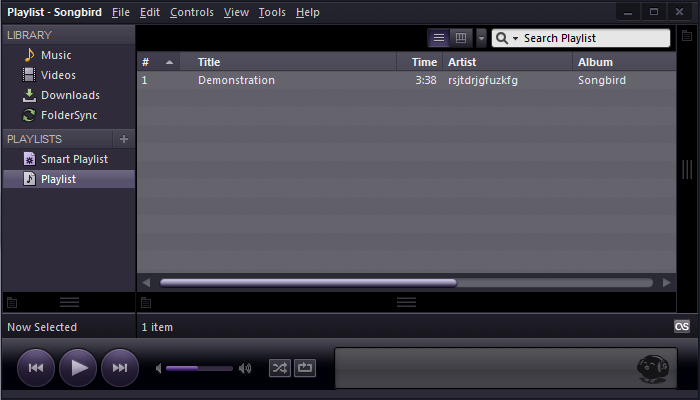 Playlist - Songbird File Edit Controls View Tools Help
LIBRARY
Music
Videos
Downloads
FolderSync
PLAYLISTS
Smart Playlist
Playlist
Search Playlist
# Title Time Artist Album
1 Demonstration 3:38 rsjtdrjgfuzkfg Songbird
Now Selected
1 item